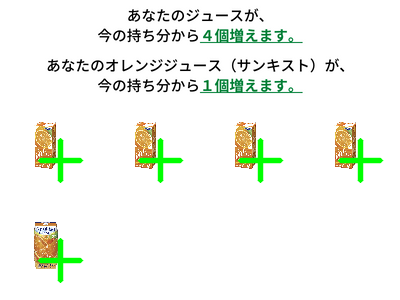 あなたのジュースが、
今の持ち分から４個増えます。
あなたのオレンジジュース（サンキスト）が、
今の持ち分から１個増えます。